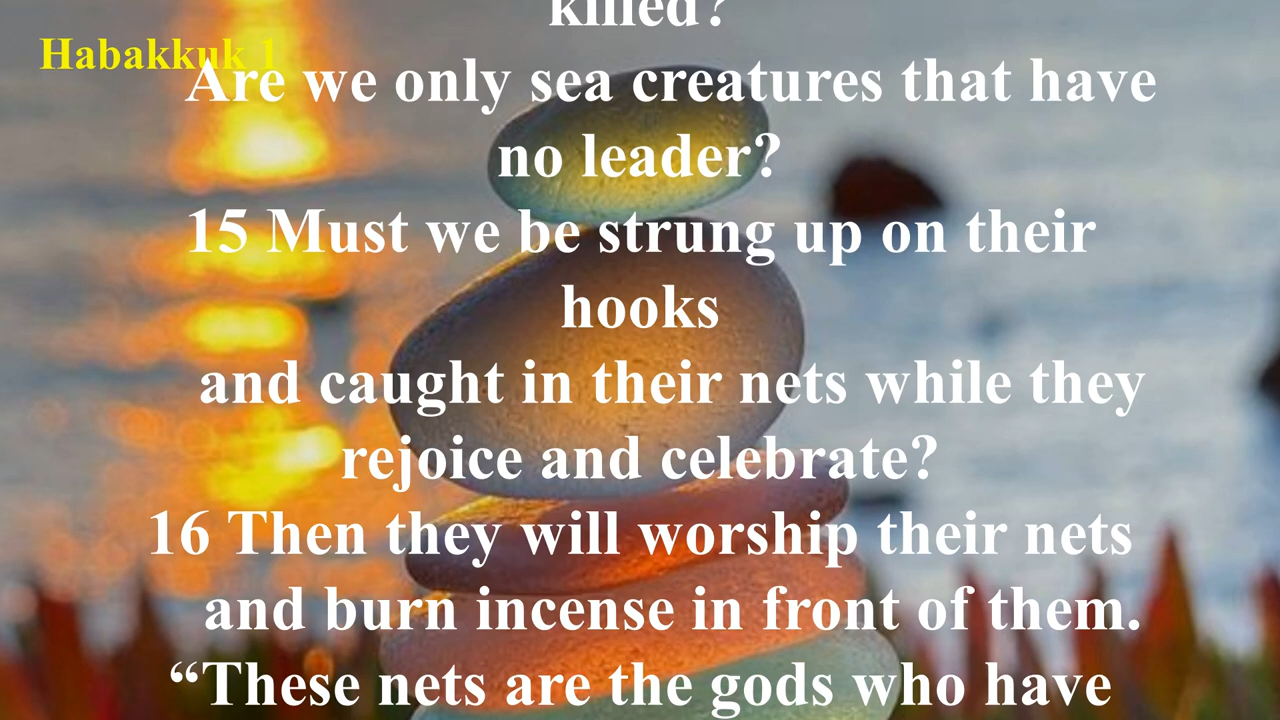 killed?
Habakkuk 1
Are we only sea creatures that have
no leader?
15 Must we be strung up on their
hooks
and caught in their nets while they
rejoice and celebrate?
16 Then they will worship their nets
and burn incense in front of them.
“These nets are the gods who have